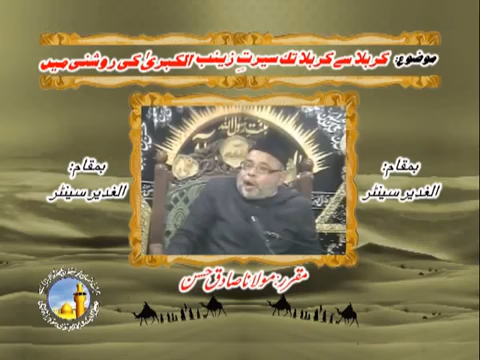 موضوع: کربلا سے کربلا تک سیرتِ زینب الکبریٰ کی روشنی میں
بمقام:
الغدیر سینٹر
بمقام:
الغدیر سینٹر
مقرر: مولانا صادق حسن